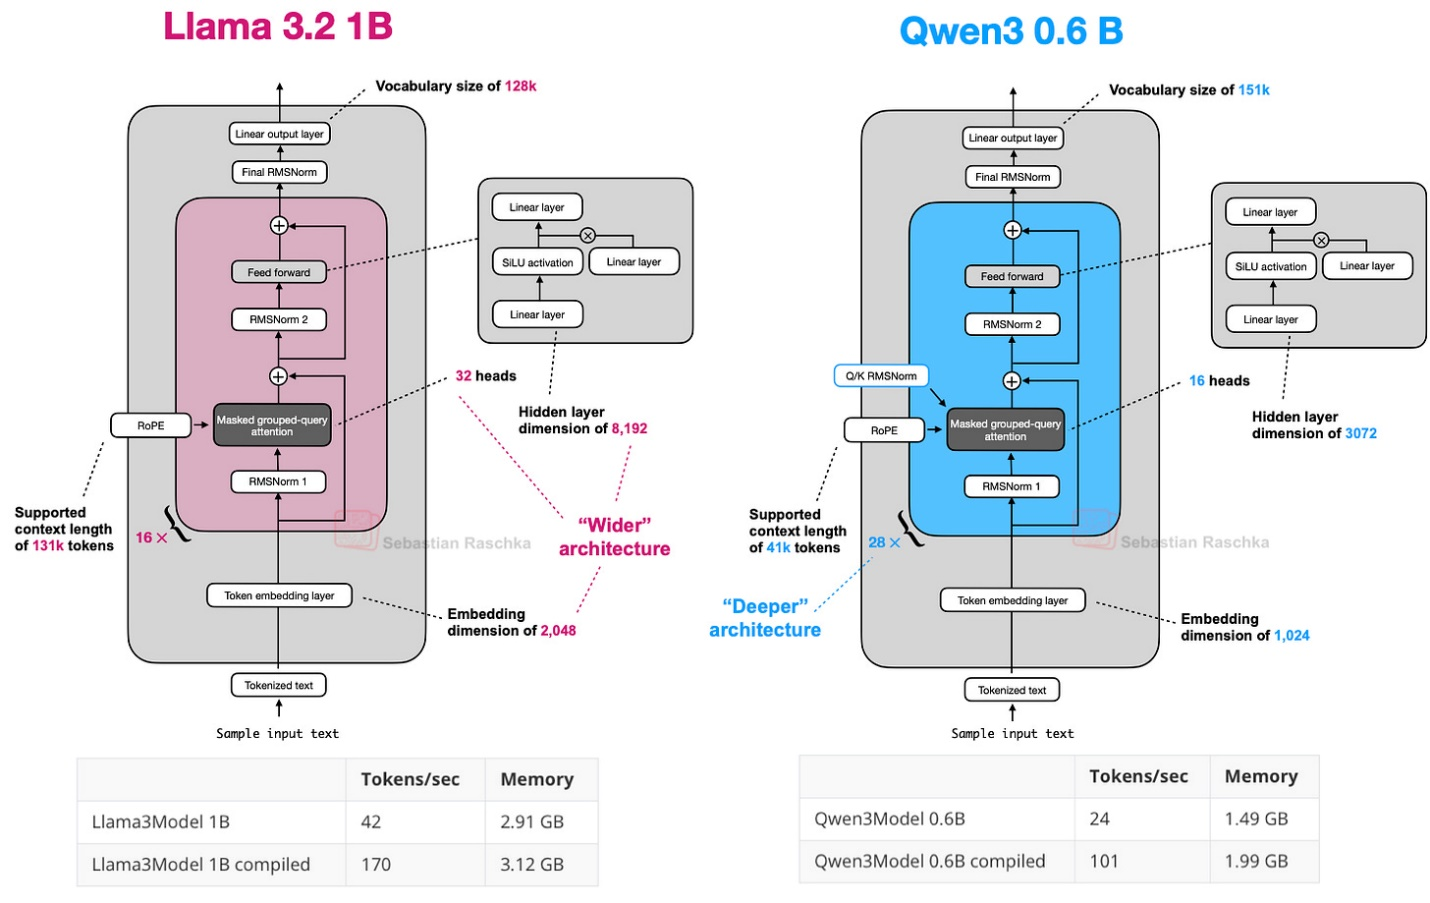 Llama 3.2 1B
Vocabulary size of 128k
Linear output layer
Final RMSNorm
Linear layer
SiLU activation
Linear layer
Linear layer
Feed forward
RMSNorm 2
32 heads
Hidden layer
dimension of 8,192
Masked grouped-query
attention
RoPE
RMSNorm 1
Supported
context length
of 131k tokens
16 ×
“Wider”
architecture
Sebastian Raschka
Token embedding layer
Embedding
dimension of 2,048
Tokenized text
Sample input text
Tokens/sec Memory
Llama3Model 1B 42 2.91 GB
Llama3Model 1B compiled 170 3.12 GB
Qwen3 0.6 B
Vocabulary size of 151k
Linear output layer
Final RMSNorm
Linear layer
SiLU activation
Linear layer
Linear layer
Feed forward
RMSNorm 2
Q/K RMSNorm
16 heads
Hidden layer
dimension of 3072
Masked grouped-query
attention
RoPE
RMSNorm 1
Supported
context length
of 41k tokens
28 ×
“Deeper”
architecture
Sebastian Raschka
Token embedding layer
Embedding
dimension of 1,024
Tokenized text
Sample input text
Tokens/sec Memory
Qwen3Model 0.6B 24 1.49 GB
Qwen3Model 0.6B compiled 101 1.99 GB